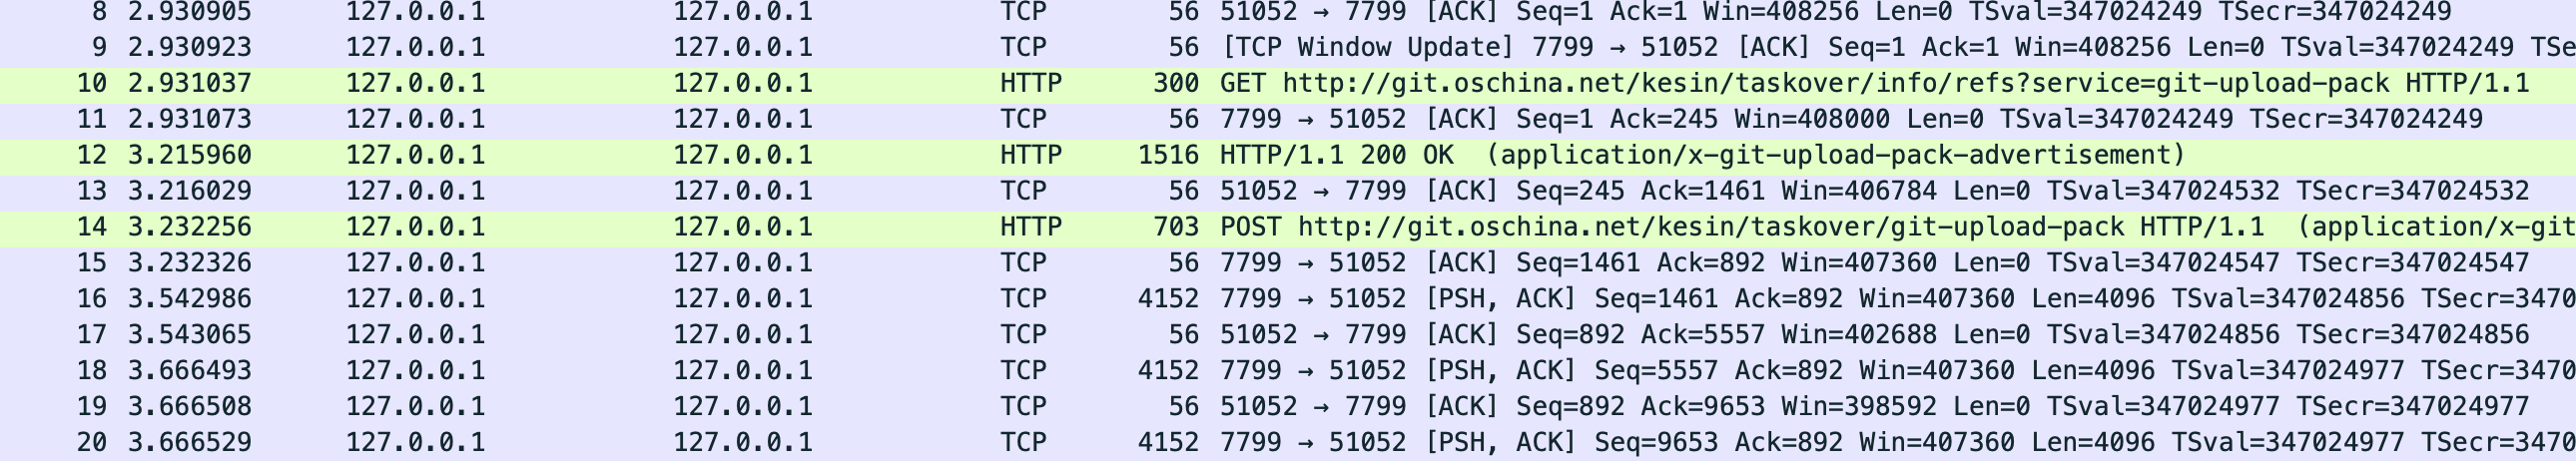 8 2.930905 127.0.0.1 127.0.0.1 TCP 56 51052 → 7799 [ACK] Seq=1 Ack=1 Win=408256 Len=0 TSval=347024249 TSecr=347024249
9 2.930923 127.0.0.1 127.0.0.1 TCP 56 [TCP Window Update] 7799 → 51052 [ACK] Seq=1 Ack=1 Win=408256 Len=0 TSval=347024249 TSe
10 2.931037 127.0.0.1 127.0.0.1 HTTP 300 GET http://git.oschina.net/kesin/taskover/info/refs?service=git-upload-pack HTTP/1.1
11 2.931073 127.0.0.1 127.0.0.1 TCP 56 7799 → 51052 [ACK] Seq=1 Ack=245 Win=408000 Len=0 TSval=347024249 TSecr=347024249
12 3.215960 127.0.0.1 127.0.0.1 HTTP 1516 HTTP/1.1 200 OK (application/x-git-upload-pack-advertisement)
13 3.216029 127.0.0.1 127.0.0.1 TCP 56 51052 → 7799 [ACK] Seq=245 Ack=1461 Win=406784 Len=0 TSval=347024532 TSecr=347024532
14 3.232256 127.0.0.1 127.0.0.1 HTTP 703 POST http://git.oschina.net/kesin/taskover/git-upload-pack HTTP/1.1 (application/x-git
15 3.232326 127.0.0.1 127.0.0.1 TCP 56 7799 → 51052 [ACK] Seq=1461 Ack=892 Win=407360 Len=0 TSval=347024547 TSecr=347024547
16 3.542986 127.0.0.1 127.0.0.1 TCP 4152 7799 → 51052 [PSH, ACK] Seq=1461 Ack=892 Win=407360 Len=4096 TSval=347024856 TSecr=3470
17 3.543065 127.0.0.1 127.0.0.1 TCP 56 51052 → 7799 [ACK] Seq=892 Ack=5557 Win=402688 Len=0 TSval=347024856 TSecr=347024856
18 3.666493 127.0.0.1 127.0.0.1 TCP 4152 7799 → 51052 [PSH, ACK] Seq=5557 Ack=892 Win=407360 Len=4096 TSval=347024977 TSecr=3470
19 3.666508 127.0.0.1 127.0.0.1 TCP 56 51052 → 7799 [ACK] Seq=892 Ack=9653 Win=398592 Len=0 TSval=347024977 TSecr=347024977
20 3.666529 127.0.0.1 127.0.0.1 TCP 4152 7799 → 51052 [PSH, ACK] Seq=9653 Ack=892 Win=407360 Len=4096 TSval=347024977 TSecr=3470